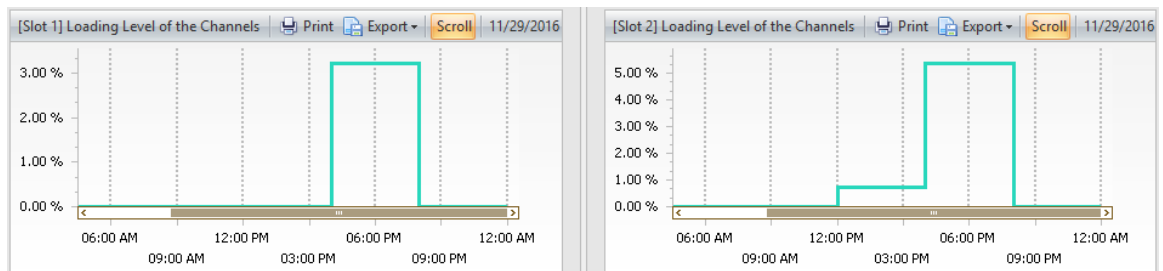 [Slot 1] Loading Level of the Channels Print Export Scroll 11/29/2016
3.00 %
2.00 %
1.00 %
0.00 %
06:00 AM 12:00 PM 06:00 PM 12:00 AM
09:00 AM 03:00 PM 09:00 PM
[Slot 2] Loading Level of the Channels Print Export Scroll 11/29/2016
5.00 %
4.00 %
3.00 %
2.00 %
1.00 %
0.00 %
06:00 AM 12:00 PM 06:00 PM 12:00 AM
09:00 AM 03:00 PM 09:00 PM